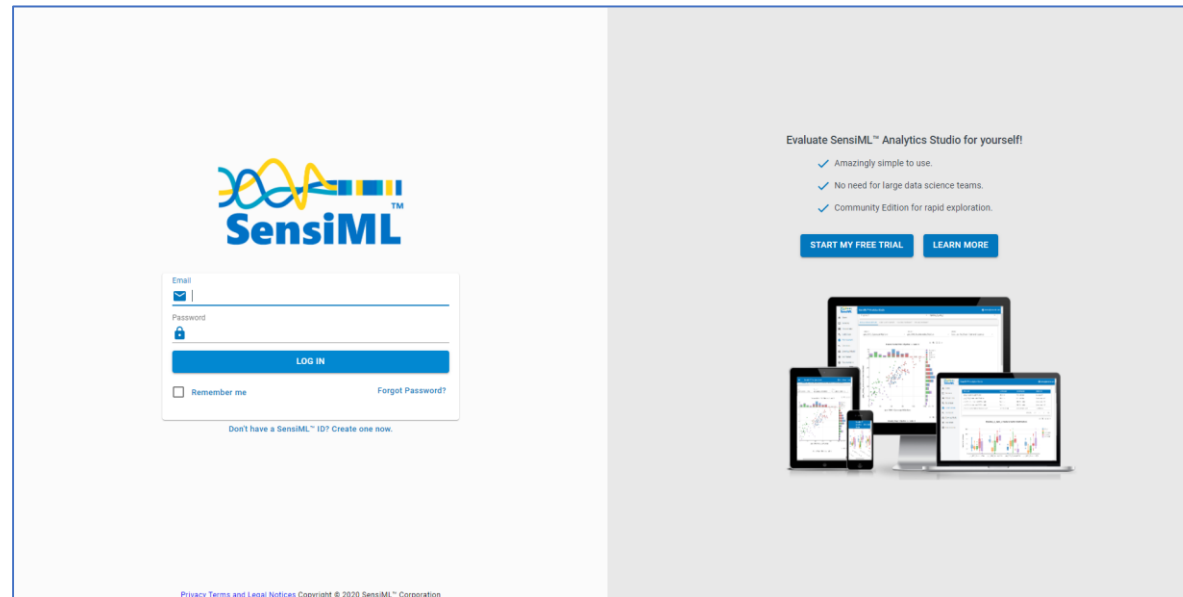 SensiML™
Email
Password
LOG IN
Remember me
Forgot Password?
Don't have a SensiML™ ID? Create one now.
Privacy Terms and Legal Notices Copyright © 2020 SensiML™ Corporation
Evaluate SensiML™ Analytics Studio for yourself!
Amazingly simple to use.
No need for large data science teams.
Community Edition for rapid exploration.
START MY FREE TRIAL
LEARN MORE